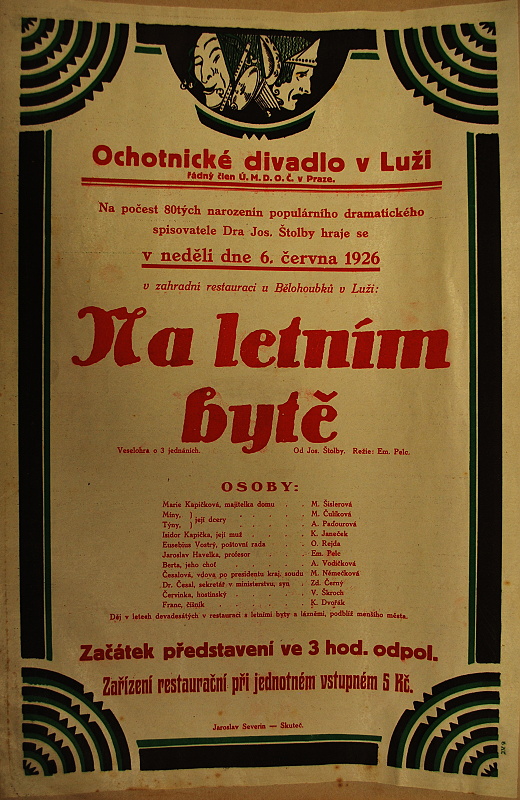 Ochotnické divadlo v Luži
řádný člen Ú. M. D. O. Č. v Praze.
Na počest 80tých narozenin populárního dramatického
spisovatele Dra Jos. Štolby hraje se
v neděli dne 6. června 1926
v zahradní restauraci u Bělohoubků v Luži:
Na letním
bytě
Veselohra o 3 jednáních. Od Jos. Štolby. Režie: Em. Pelc.
OSOBY:
Marie Kapičková, majitelka domu . . M. Šislerová
Míny, } její dcery . . . . . M. Čulíková
Týny, } A. Paďourová
Isidor Kapička, její muž . . . . K. Janeček
Eusebius Vostrý, poštovní rada . . O. Rejda
Jaroslav Havelka, profesor . . . Em. Pelc
Berta, jeho choť . . . . . A. Vodičková
Česalová, vdova po presidentu kraj. soudu M. Němečková
Dr. Česal, sekretář v ministerstvu, syn . Zd. Černý
Červinka, hostinský . . . . . V. Škroch
Franc, číšník . . . . . . K. Dvořák
Děj v letech devadesátých v restauraci s letními byty a lázněmi, podblíž menšího města.
Začátek představení ve 3 hod. odpol.
Zařízení restaurační při jednotném vstupném 5 Kč.
Jaroslav Severin — Skuteč.